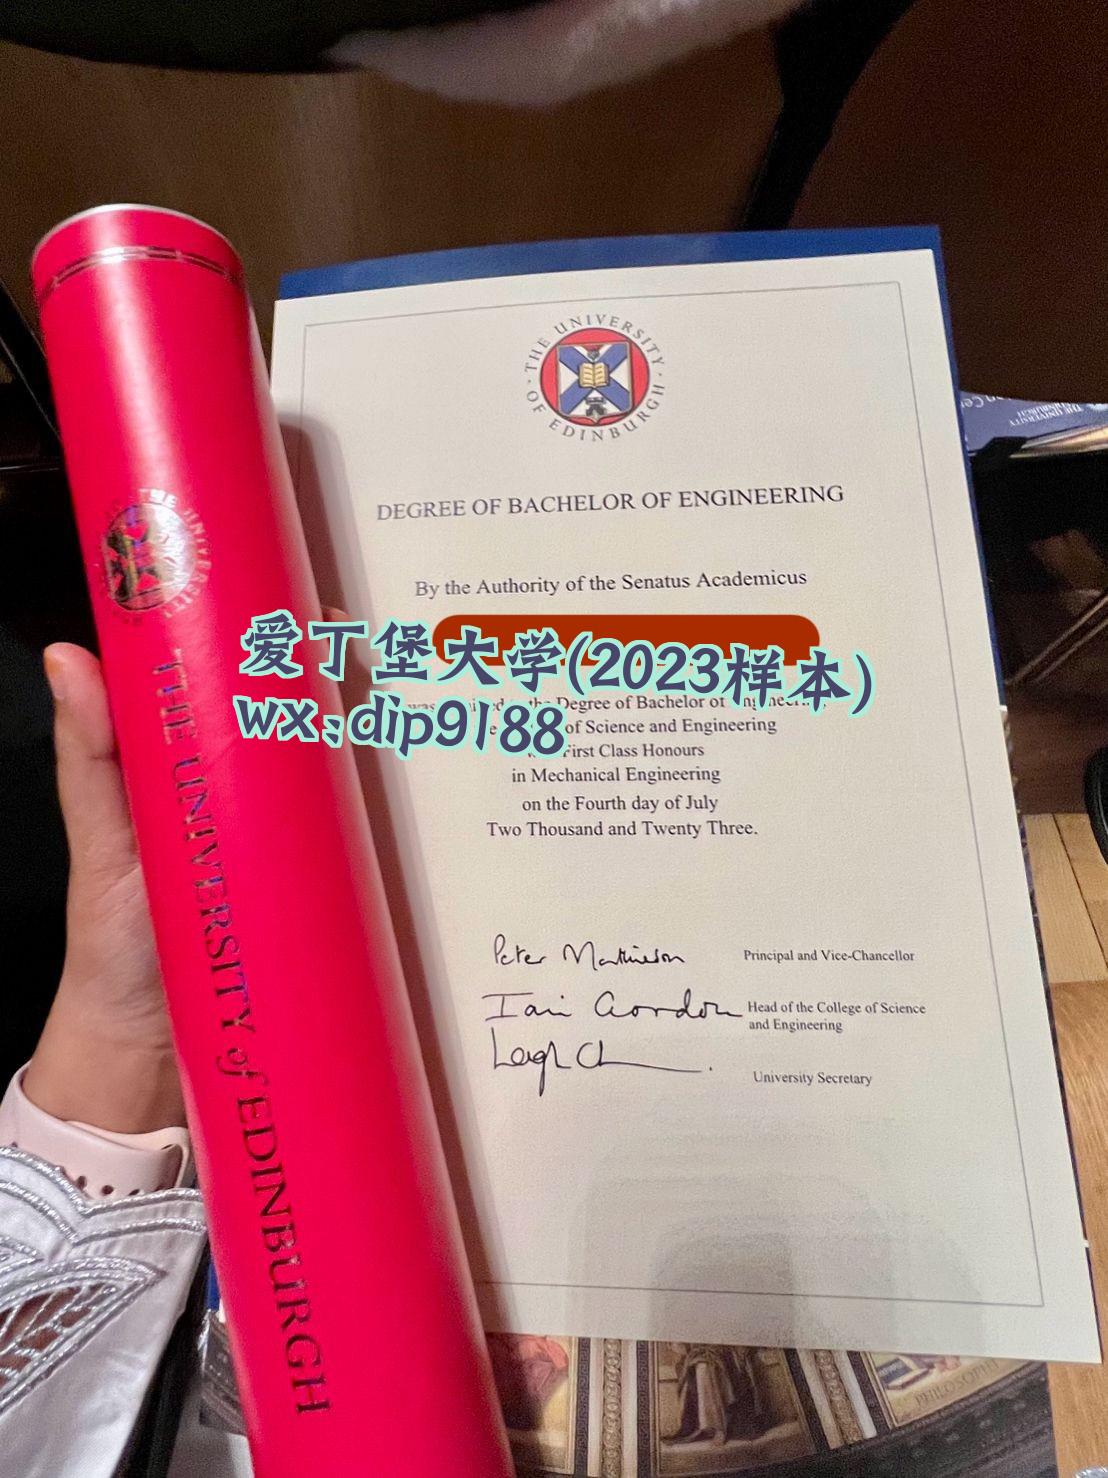 THE UNIVERSITY OF EDINBURGH
DEGREE OF BACHELOR OF ENGINEERING
By the Authority of the Senatus Academicus
爱丁堡大学(2023样本)
wx:dip9188
was Degree of Bachelor of
of Science and Engineering
First Class Honours
in Mechanical Engineering
on the Fourth day of July
Two Thousand and Twenty Three.
Peter Mathieson
Principal and Vice-Chancellor
Iain Gordon
Head of the College of Science
and Engineering
University Secretary
THE UNIVERSITY of EDINBURGH
PHILOSOPHY